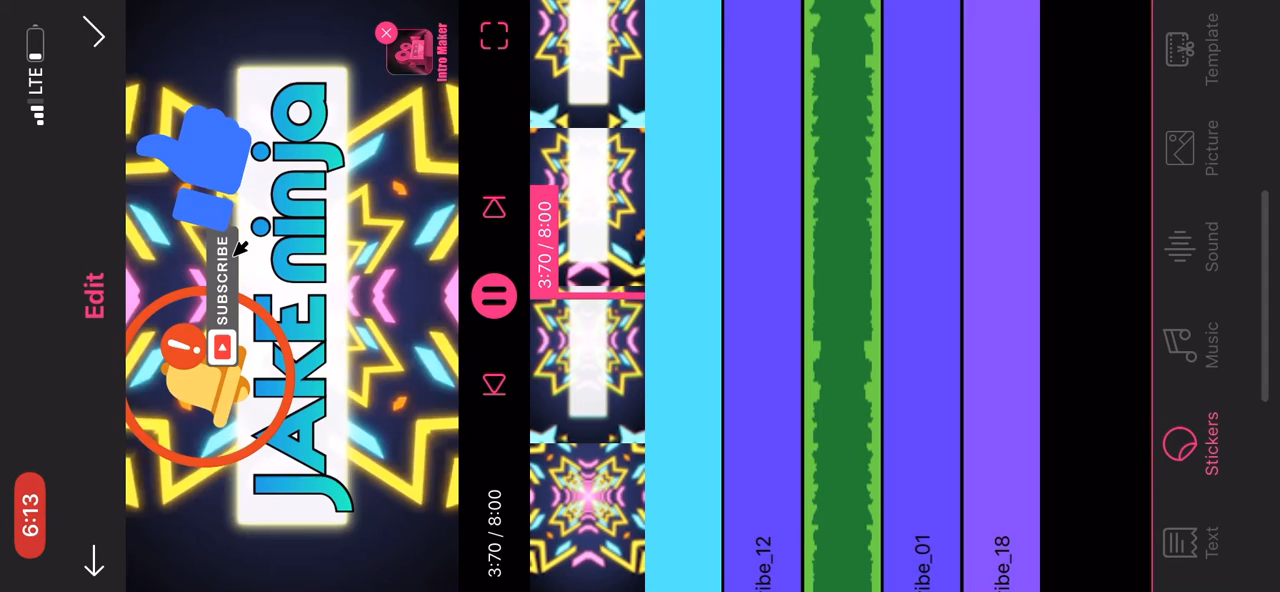 6:13
LTE
Edit
Intro Maker
JAKE ninja
SUBSCRIBE
3:70 / 8:00
3:70 / 8:00
ibe_12
ibe_01
ibe_18
Text
Stickers
Music
Sound
Picture
Template